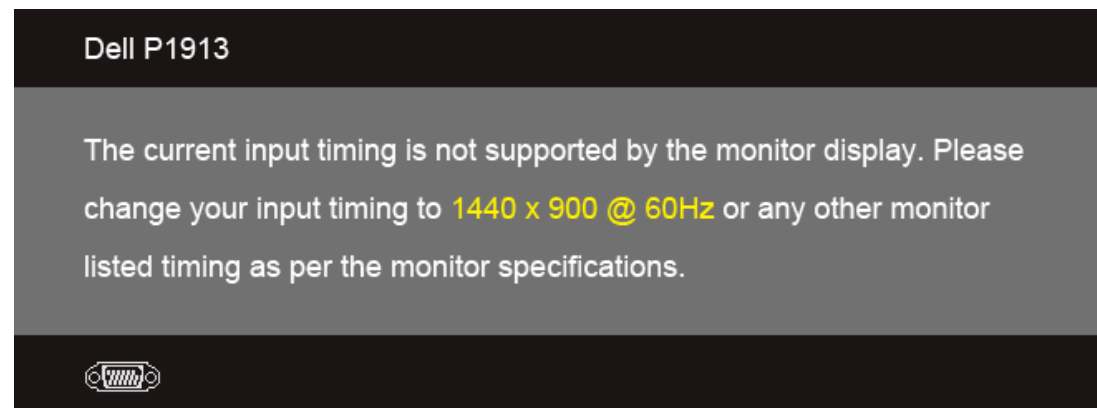 Dell P1913
The current input timing is not supported by the monitor display. Please
change your input timing to 1440 x 900 @ 60Hz or any other monitor
listed timing as per the monitor specifications.